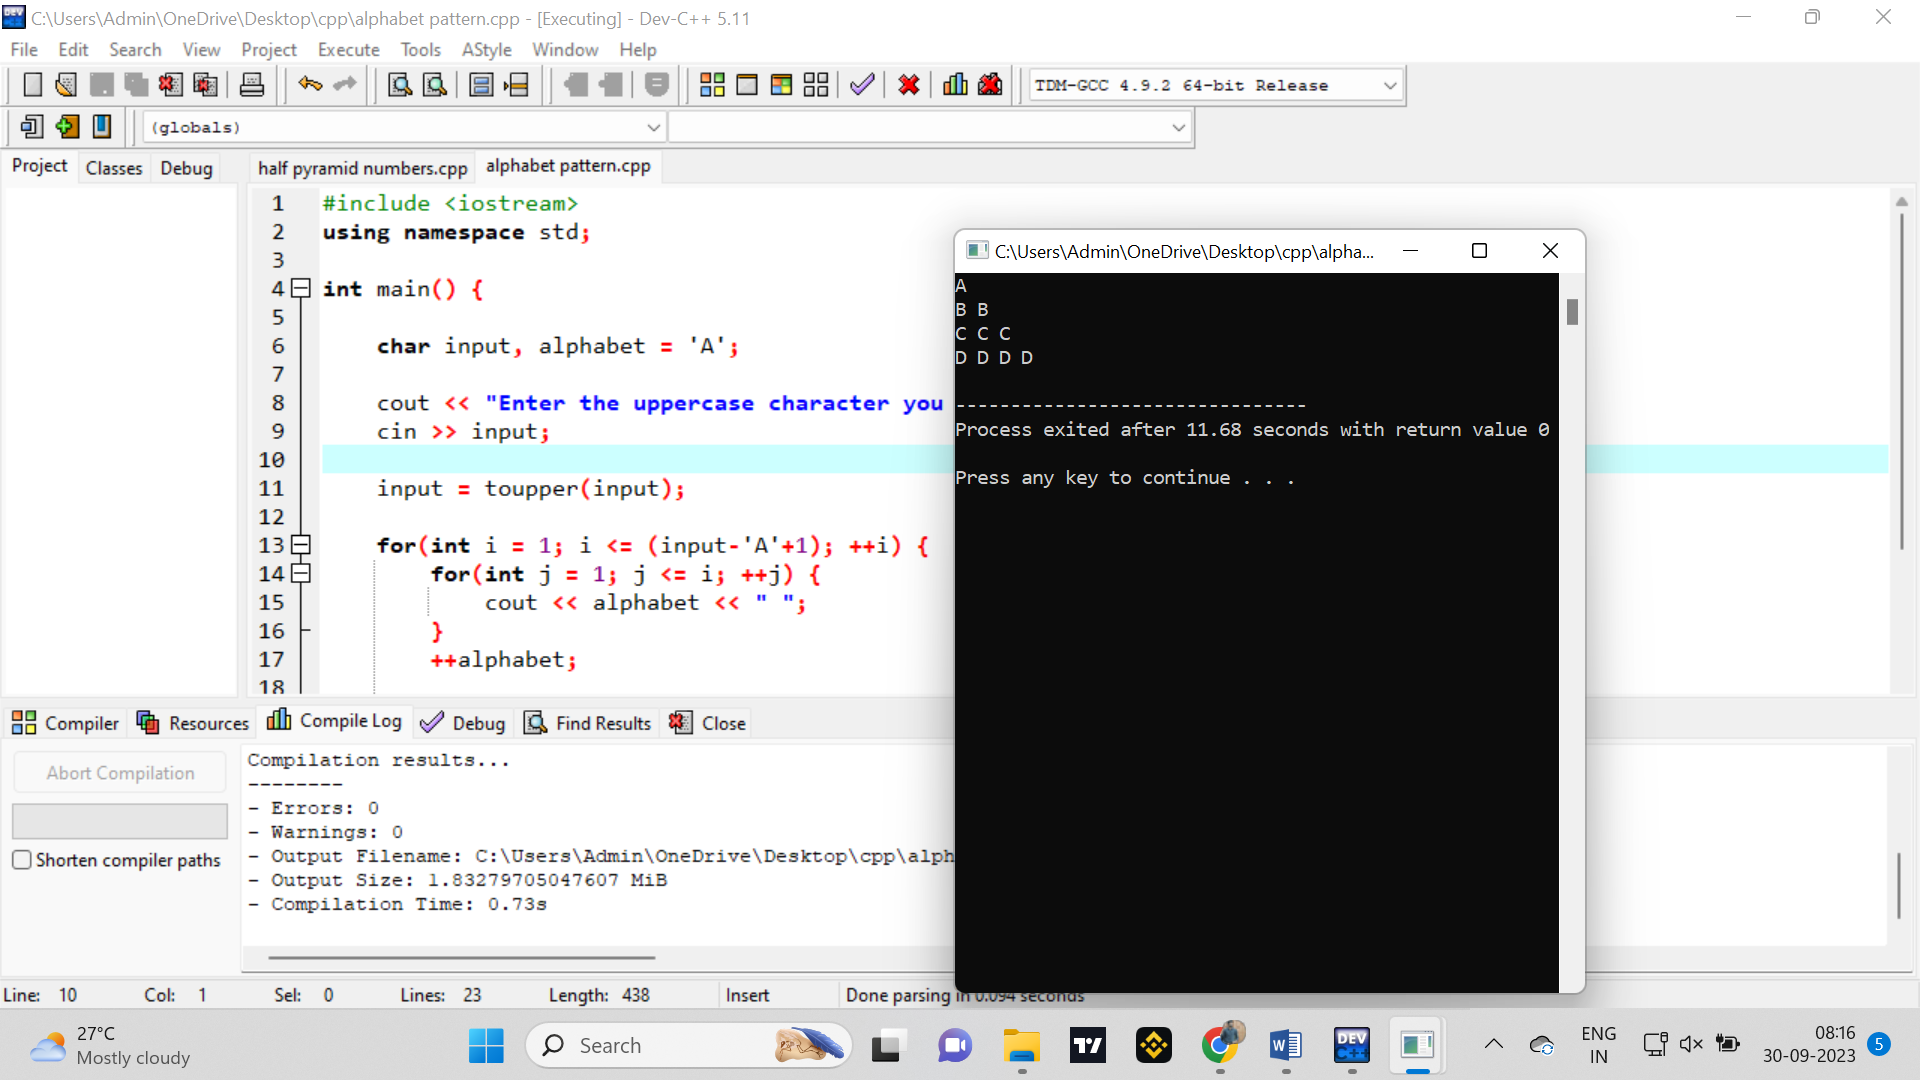 C:\Users\Admin\OneDrive\Desktop\cpp\alphabet pattern.cpp - [Executing] - Dev-C++ 5.11
File Edit Search View Project Execute Tools AStyle Window Help
TDM-GCC 4.9.2 64-bit Release
(globals)
Project Classes Debug
half pyramid numbers.cpp alphabet pattern.cpp
1 #include <iostream>
2 using namespace std;
3
4 int main() {
5
6 char input, alphabet = 'A';
7
8 cout << "Enter the uppercase character you
9 cin >> input;
10
11 input = toupper(input);
12
13 for(int i = 1; i <= (input-'A'+1); ++i) {
14 for(int j = 1; j <= i; ++j) {
15 cout << alphabet << " ";
16 }
17 ++alphabet;
18
C:\Users\Admin\OneDrive\Desktop\cpp\alpha...
A
B B
C C C
D D D D
--------------------------------
Process exited after 11.68 seconds with return value 0
Press any key to continue . . .
Compiler Resources Compile Log Debug Find Results Close
Abort Compilation
Shorten compiler paths
Compilation results...
--------
- Errors: 0
- Warnings: 0
- Output Filename: C:\Users\Admin\OneDrive\Desktop\cpp\alph
- Output Size: 1.83279705047607 MiB
- Compilation Time: 0.73s
Line: 10 Col: 1 Sel: 0 Lines: 23 Length: 438 Insert Done parsing in 0.094 seconds
27°C
Mostly cloudy
Search
DEV
C++
ENG
IN
08:16
30-09-2023
5